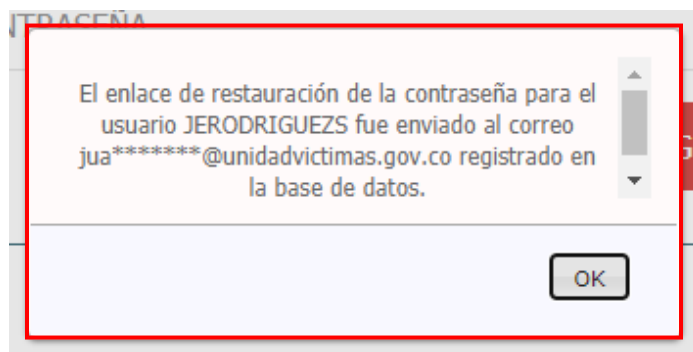 NTRASEÑA
El enlace de restauración de la contraseña para el
usuario JERODRIGUEZS fue enviado al correo
jua*******@unidadvictimas.gov.co registrado en
la base de datos.
OK